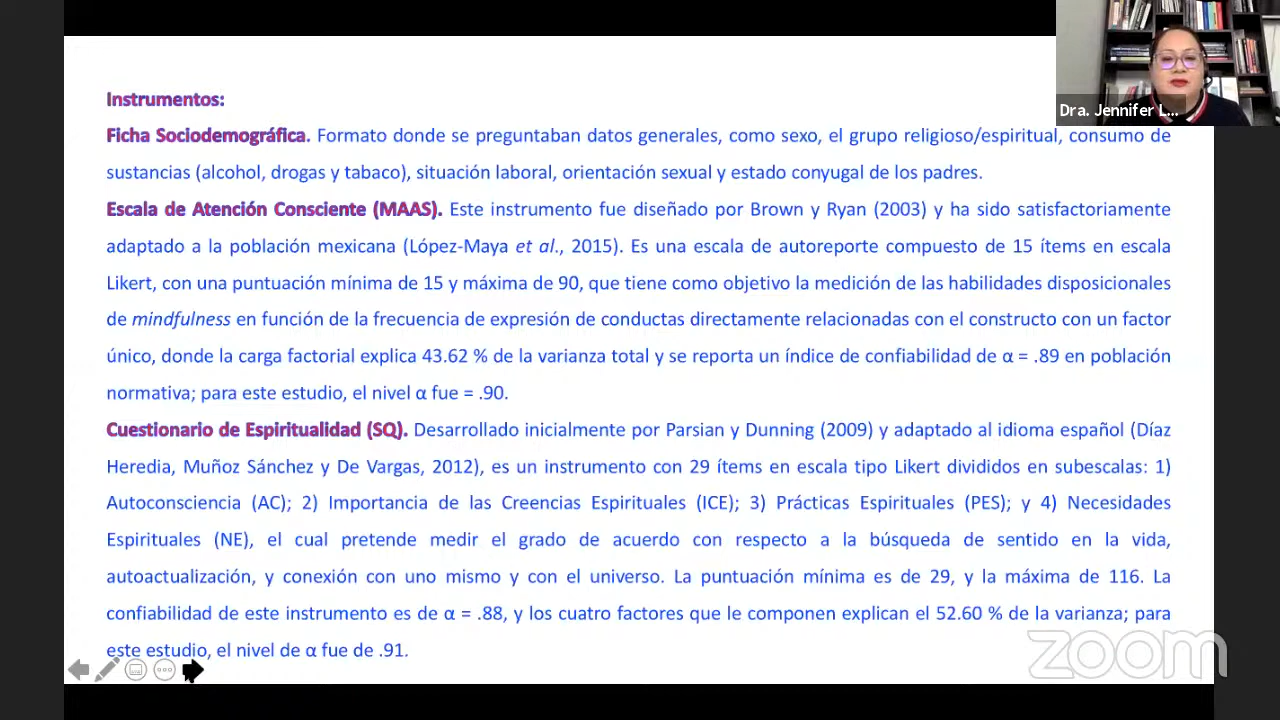 Instrumentos:
Ficha Sociodemográfica. Formato donde se preguntaban datos generales, como sexo, el grupo religioso/espiritual, consumo de
sustancias (alcohol, drogas y tabaco), situación laboral, orientación sexual y estado conyugal de los padres.
Escala de Atención Consciente (MAAS). Este instrumento fue diseñado por Brown y Ryan (2003) y ha sido satisfactoriamente
adaptado a la población mexicana (López-Maya et al., 2015). Es una escala de autoreporte compuesto de 15 ítems en escala
Likert, con una puntuación mínima de 15 y máxima de 90, que tiene como objetivo la medición de las habilidades disposicionales
de mindfulness en función de la frecuencia de expresión de conductas directamente relacionadas con el constructo con un factor
único, donde la carga factorial explica 43.62 % de la varianza total y se reporta un índice de confiabilidad de α = .89 en población
normativa; para este estudio, el nivel α fue = .90.
Cuestionario de Espiritualidad (SQ). Desarrollado inicialmente por Parsian y Dunning (2009) y adaptado al idioma español (Díaz
Heredia, Muñoz Sánchez y De Vargas, 2012), es un instrumento con 29 ítems en escala tipo Likert divididos en subescalas: 1)
Autoconsciencia (AC); 2) Importancia de las Creencias Espirituales (ICE); 3) Prácticas Espirituales (PES); y 4) Necesidades
Espirituales (NE), el cual pretende medir el grado de acuerdo con respecto a la búsqueda de sentido en la vida,
autoactualización, y conexión con uno mismo y con el universo. La puntuación mínima es de 29, y la máxima de 116. La
confiabilidad de este instrumento es de α = .88, y los cuatro factores que le componen explican el 52.60 % de la varianza; para
este estudio, el nivel de α fue de .91.
Dra. Jennifer L...
zoom